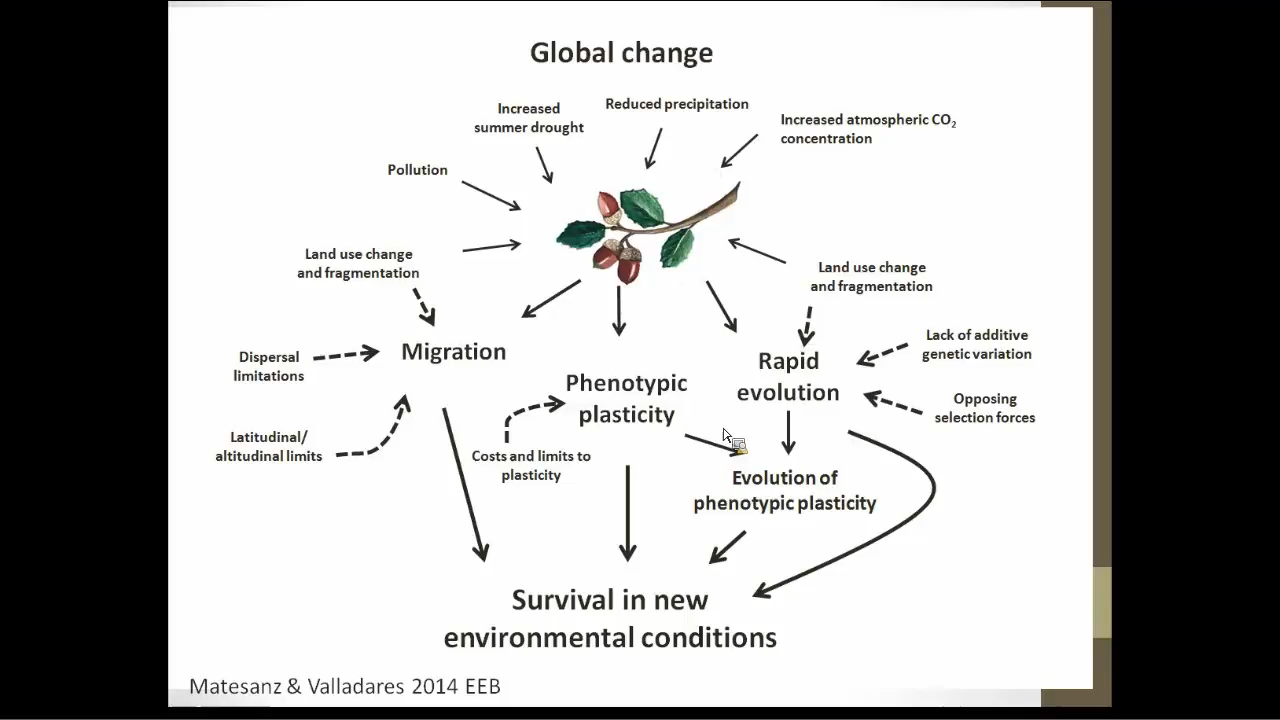 Global change
Increased
summer drought
Reduced precipitation
Increased atmospheric CO₂
concentration
Pollution
Land use change
and fragmentation
Land use change
and fragmentation
Dispersal
limitations
Migration
Phenotypic
plasticity
Rapid
evolution
Lack of additive
genetic variation
Opposing
selection forces
Latitudinal/
altitudinal limits
Costs and limits to
plasticity
Evolution of
phenotypic plasticity
Survival in new
environmental conditions
Matesanz & Valladares 2014 EEB